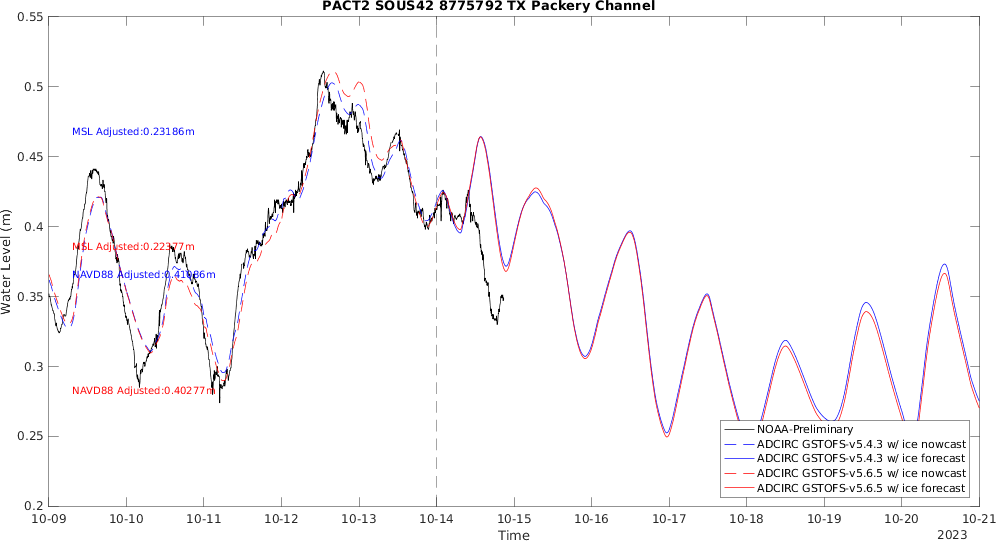 PACT2 SOUS42 8775792 TX Packery Channel
0.55
0.5
0.45
0.4
0.35
0.3
0.25
0.2
Water Level (m)
MSL Adjusted:0.23186m
MSL Adjusted:0.22377m
NAVD88 Adjusted:0.41086m
NAVD88 Adjusted:0.40277m
NOAA-Preliminary
ADCIRC GSTOFS-v5.4.3 w/ ice nowcast
ADCIRC GSTOFS-v5.4.3 w/ ice forecast
ADCIRC GSTOFS-v5.6.5 w/ ice nowcast
ADCIRC GSTOFS-v5.6.5 w/ ice forecast
10-09 10-10 10-11 10-12 10-13 10-14 10-15 10-16 10-17 10-18 10-19 10-20 10-21
Time
2023